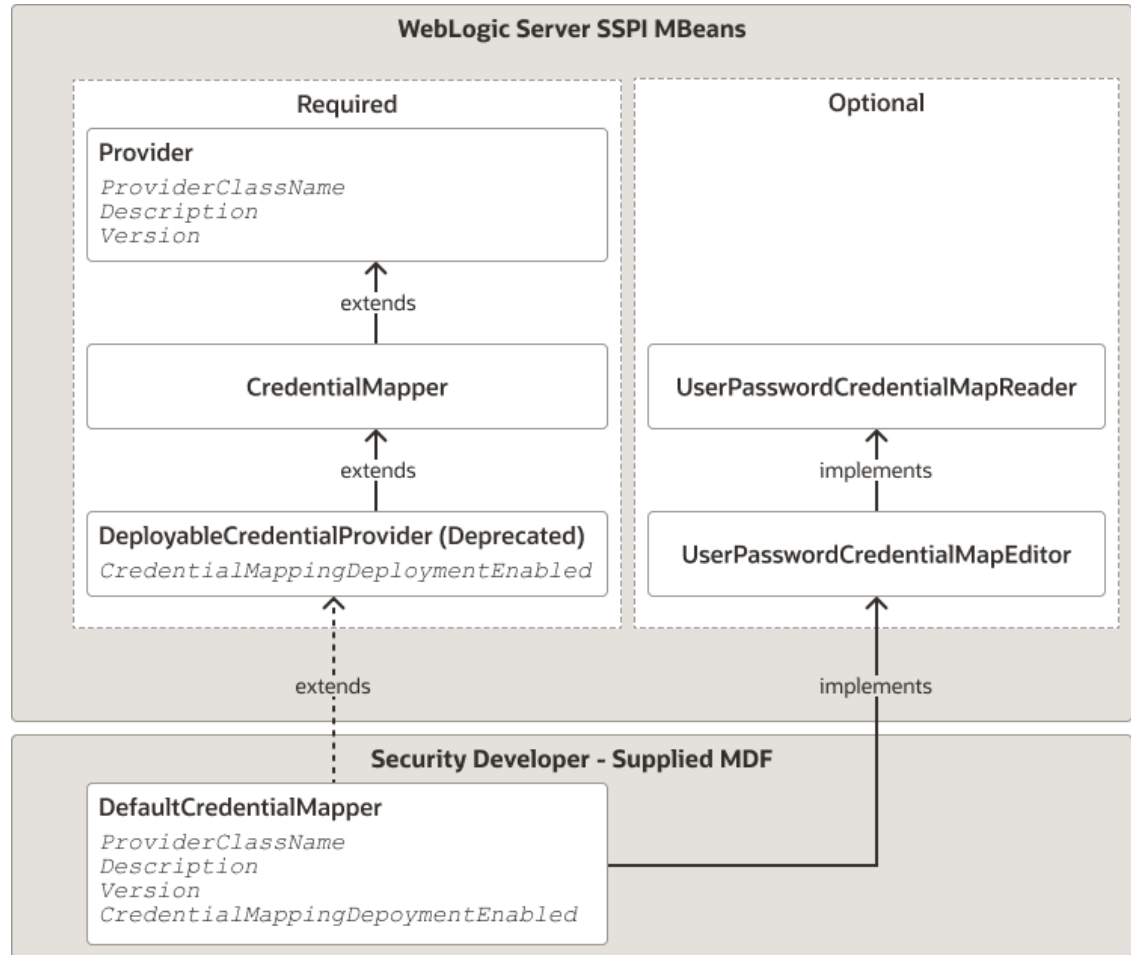 WebLogic Server SSPI MBeans
Required
Provider
ProviderClassName
Description
Version
extends
CredentialMapper
extends
DeployableCredentialProvider (Deprecated)
CredentialMappingDeploymentEnabled
extends
Optional
UserPasswordCredentialMapReader
implements
UserPasswordCredentialMapEditor
implements
Security Developer - Supplied MDF
DefaultCredentialMapper
ProviderClassName
Description
Version
CredentialMappingDepoymentEnabled